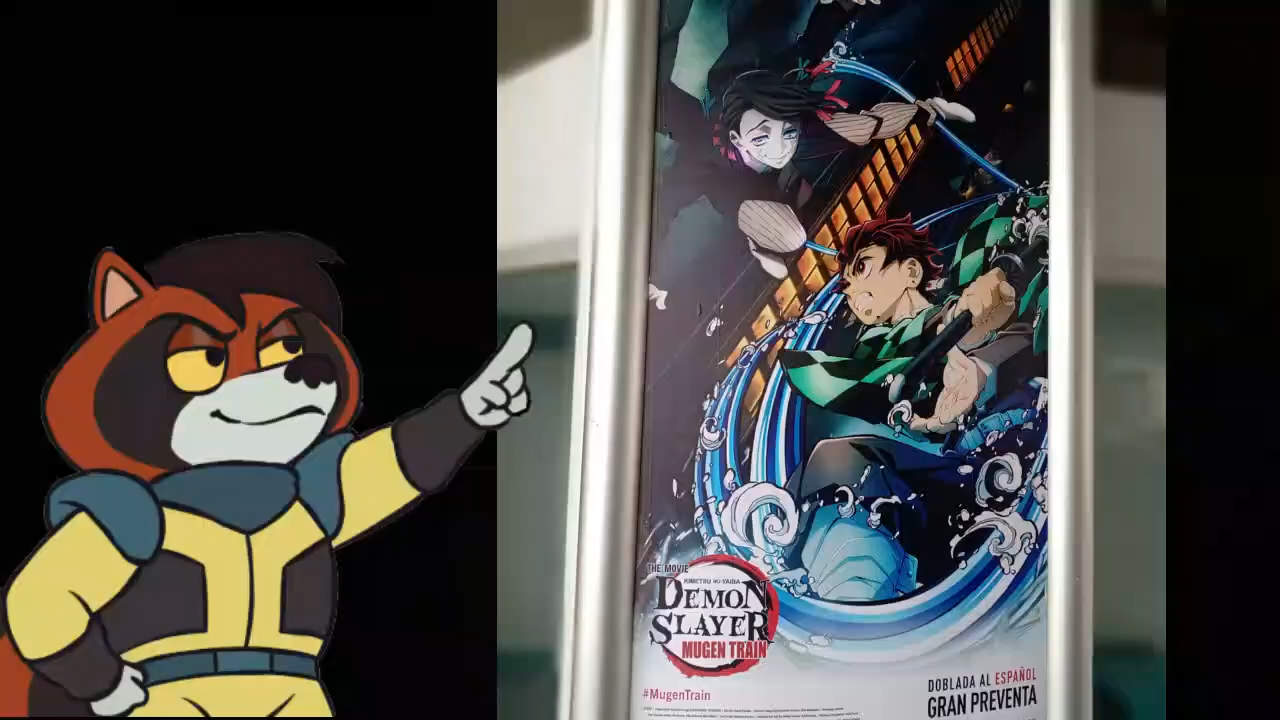 THE MOVIE
KIMETSU NO YAIBA
DEMON
SLAYER
MUGEN TRAIN
#MugenTrain
DOBLADA AL ESPAÑOL
GRAN PREVENTA